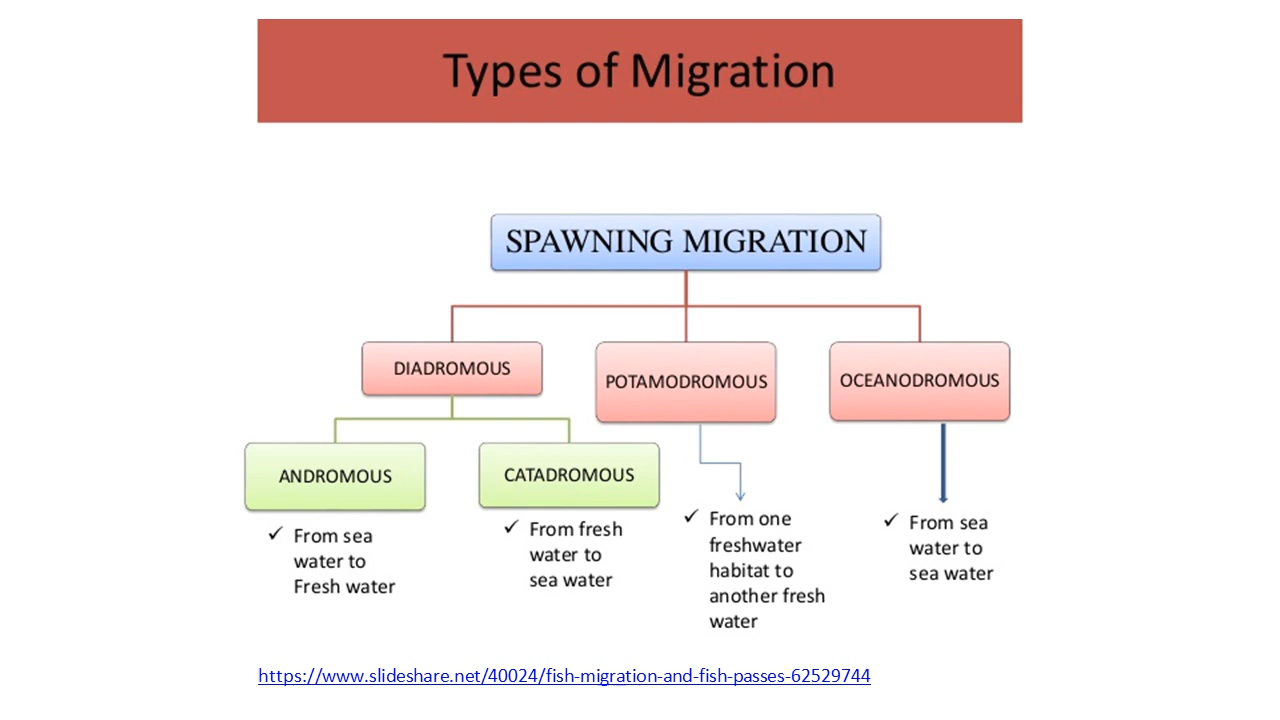 Types of Migration
SPAWNING MIGRATION
DIADROMOUS
POTAMODROMOUS
OCEANODROMOUS
ANDROMOUS
CATADROMOUS
✓ From sea
water to
Fresh water
✓ From fresh
water to
sea water
✓ From one
freshwater
habitat to
another fresh
water
✓ From sea
water to
sea water
https://www.slideshare.net/40024/fish-migration-and-fish-passes-62529744